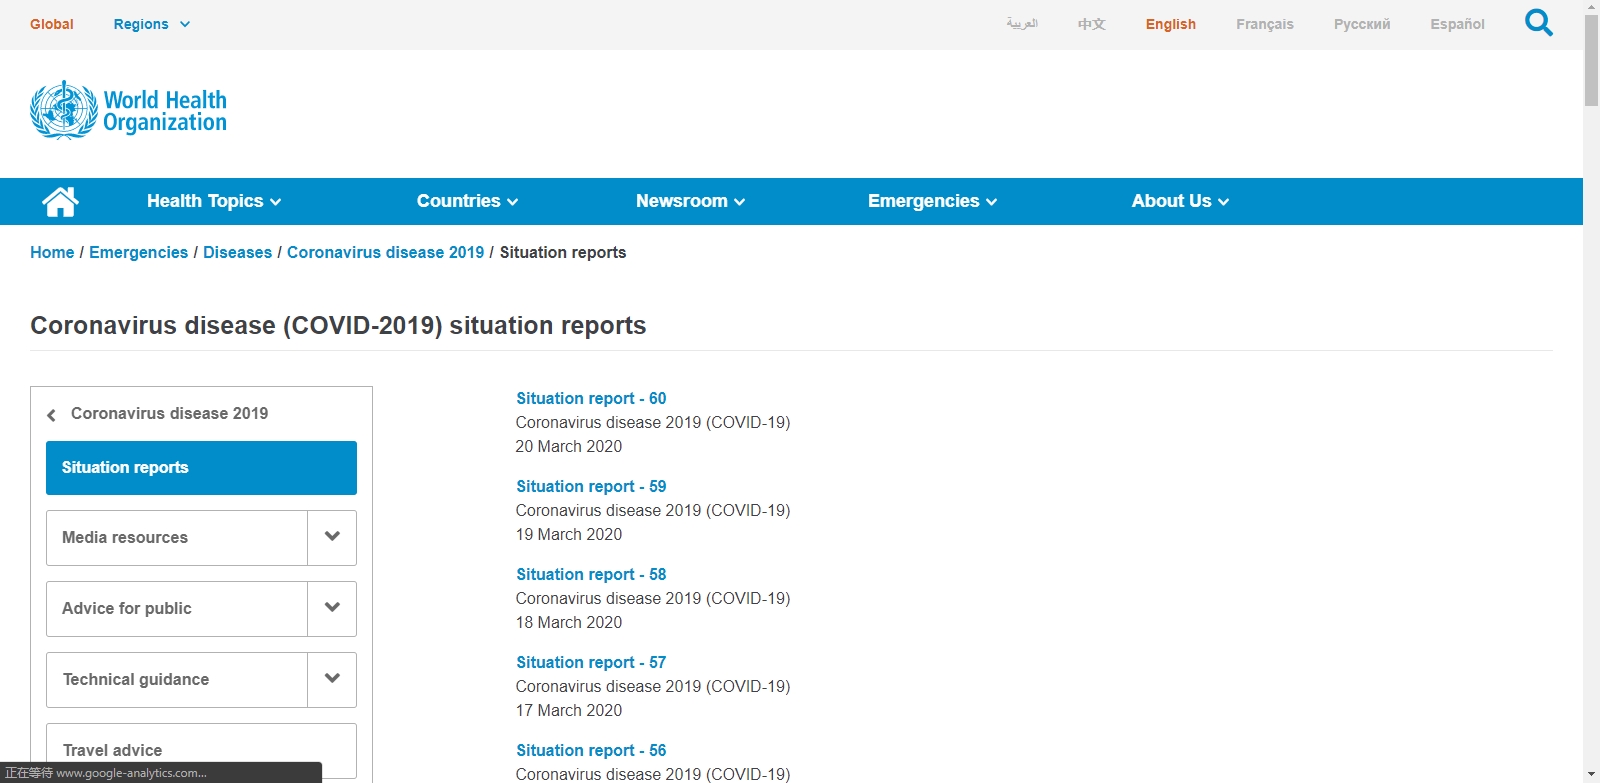 Global Regions العربية 中文 English Français Русский Español
World Health
Organization
Health Topics Countries Newsroom Emergencies About Us
Home / Emergencies / Diseases / Coronavirus disease 2019 / Situation reports
Coronavirus disease (COVID-2019) situation reports
Coronavirus disease 2019
Situation reports
Media resources
Advice for public
Technical guidance
Travel advice
Situation report - 60
Coronavirus disease 2019 (COVID-19)
20 March 2020
Situation report - 59
Coronavirus disease 2019 (COVID-19)
19 March 2020
Situation report - 58
Coronavirus disease 2019 (COVID-19)
18 March 2020
Situation report - 57
Coronavirus disease 2019 (COVID-19)
17 March 2020
Situation report - 56
Coronavirus disease 2019 (COVID-19)
正在等待 www.google-analytics.com...